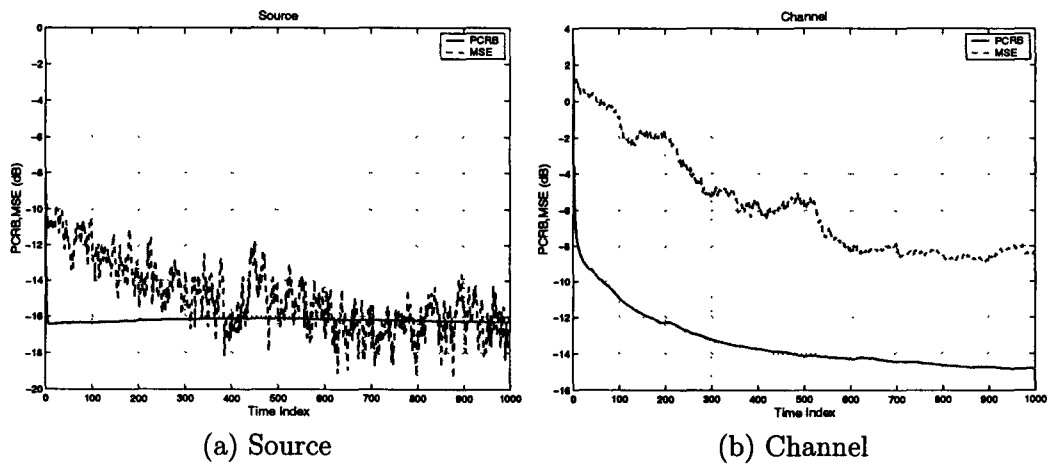 Source
0
-2
-4
-6
-8
-10
-12
-14
-16
-18
-20
PCRB,MSE (dB)
PCRB
MSE
0 100 200 300 400 500 600 700 800 900 1000
Time Index
(a) Source
Channel
4
2
0
-2
-4
-6
-8
-10
-12
-14
-16
PCRB,MSE (dB)
PCRB
MSE
0 100 200 300 400 500 600 700 800 900 1000
Time Index
(b) Channel